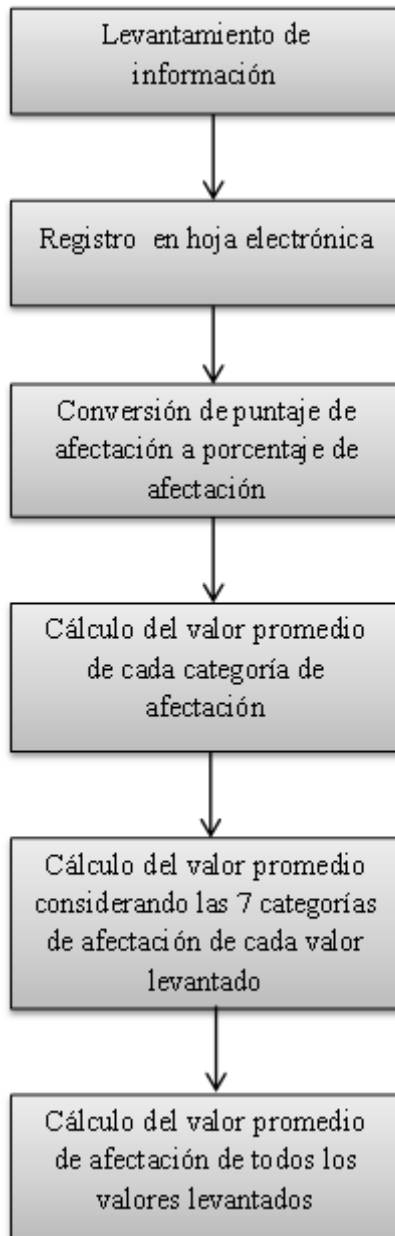 Levantamiento de
información
Registro en hoja electrónica
Conversión de puntaje de
afectación a porcentaje de
afectación
Cálculo del valor promedio
de cada categoría de
afectación
Cálculo del valor promedio
considerando las 7 categorías
de afectación de cada valor
levantado
Cálculo del valor promedio
de afectación de todos los
valores levantados